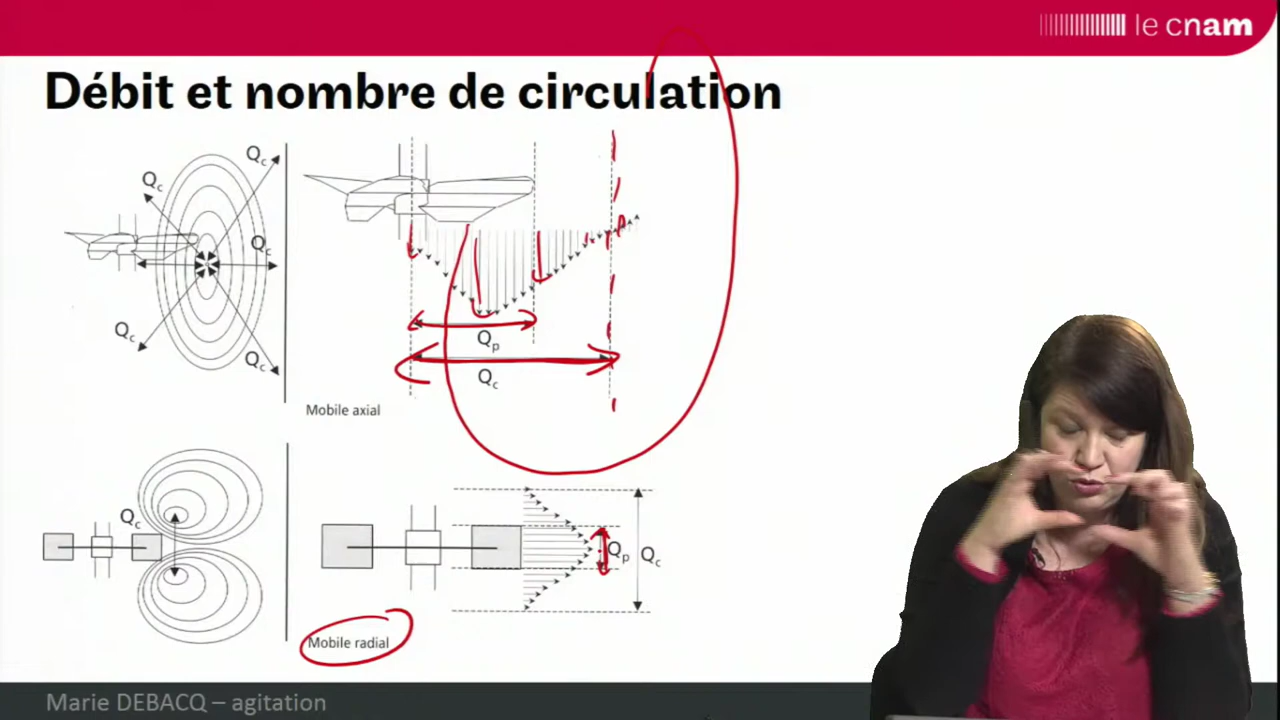 le cnam
Débit et nombre de circulation
Qc
Qc
Qc
Qc
Qc
Qp
Qc
Mobile axial
Qc
Qp
Qc
Mobile radial
Marie DEBACQ – agitation